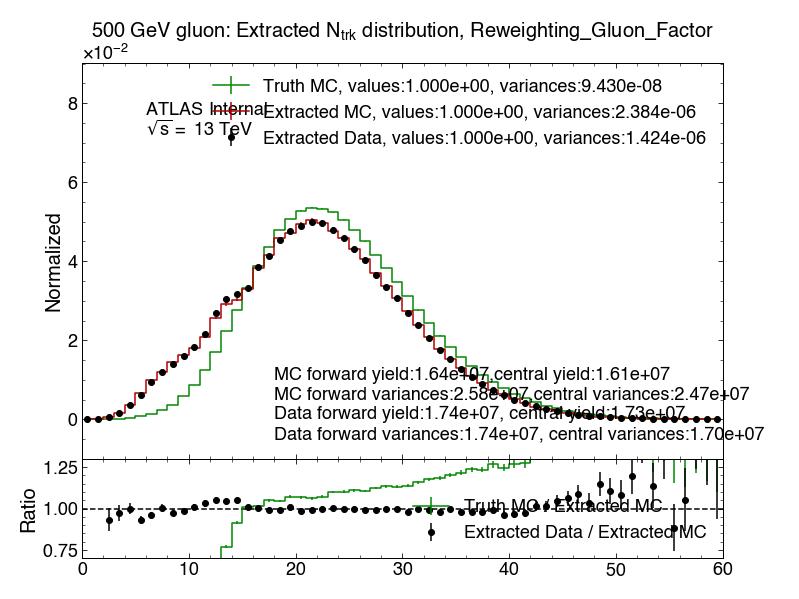 500 GeV gluon: Extracted Ntrk distribution, Reweighting_Gluon_Factor
×10−2
Truth MC, values:1.000e+00, variances:9.430e-08
ATLAS Internal
Extracted MC, values:1.000e+00, variances:2.384e-06
√s = 13 TeV
Extracted Data, values:1.000e+00, variances:1.424e-06
8
6
4
2
0
Normalized
MC forward yield:1.64e+07,central yield:1.61e+07
MC forward variances:2.58e+07,central variances:2.47e+07
Data forward yield:1.74e+07, central yield:1.73e+07
Data forward variances:1.74e+07, central variances:1.70e+07
1.25
1.00
0.75
Ratio
Truth MC / Extracted MC
Extracted Data / Extracted MC
0 10 20 30 40 50 60